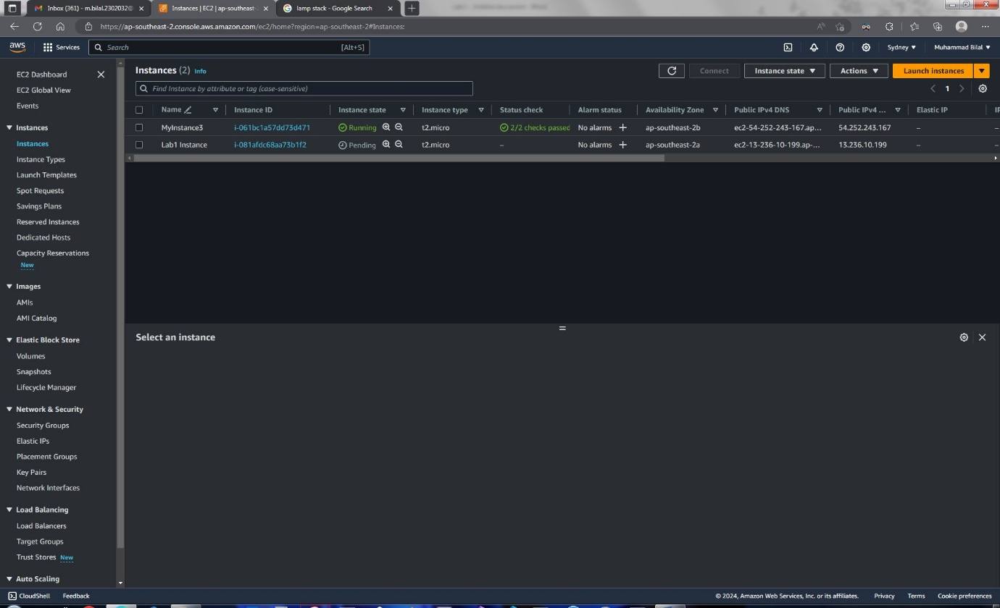 Inbox (361) - m.bilal.2302032@
Instances | EC2 | ap-southeast-
lamp stack - Google Search
https://ap-southeast-2.console.aws.amazon.com/ec2/home?region=ap-southeast-2#Instances:
aws
Services
Search
[Alt+S]
Sydney
Muhammad Bilal
EC2 Dashboard
EC2 Global View
Events
Instances
Instances
Instance Types
Launch Templates
Spot Requests
Savings Plans
Reserved Instances
Dedicated Hosts
Capacity Reservations
New
Images
AMIs
AMI Catalog
Elastic Block Store
Volumes
Snapshots
Lifecycle Manager
Network & Security
Security Groups
Elastic IPs
Placement Groups
Key Pairs
Network Interfaces
Load Balancing
Load Balancers
Target Groups
Trust Stores New
Auto Scaling
Instances (2) Info
Connect
Instance state
Actions
Launch instances
Find Instance by attribute or tag (case-sensitive)
1
Name Instance ID Instance state Instance type Status check Alarm status Availability Zone Public IPv4 DNS Public IPv4 ... Elastic IP IP
MyInstance3 i-061bc1a57dd73d471 Running t2.micro 2/2 checks passed No alarms + ap-southeast-2b ec2-54-252-243-167.ap... 54.252.243.167 – –
Lab1 Instance i-081afdc68aa73b1f2 Pending t2.micro – No alarms + ap-southeast-2a ec2-13-236-10-199.ap-... 13.236.10.199 – –
Select an instance
CloudShell
Feedback
© 2024, Amazon Web Services, Inc. or its affiliates.
Privacy
Terms
Cookie preferences